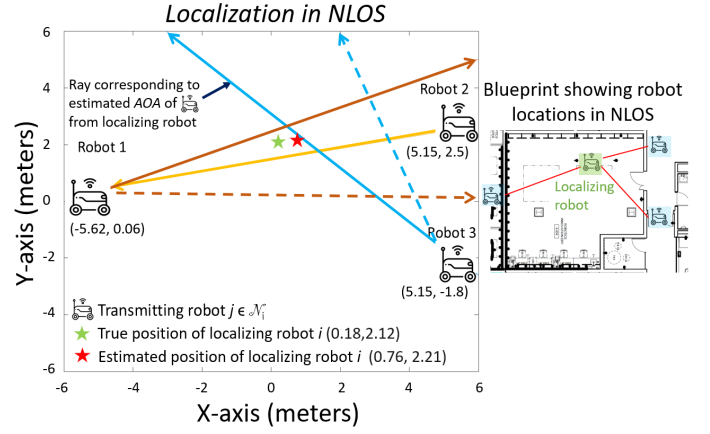 Localization in NLOS
Ray corresponding to
estimated AOA of
from localizing robot
Robot 1
(-5.62, 0.06)
Robot 2
(5.15, 2.5)
Robot 3
(5.15, -1.8)
Transmitting robot j ϵ 𝒩i
True position of localizing robot i (0.18,2.12)
Estimated position of localizing robot i (0.76, 2.21)
Y-axis (meters)
6
4
2
0
-2
-4
-6
-6
-4
-2
0
2
4
6
X-axis (meters)
Blueprint showing robot
locations in NLOS
Localizing
robot